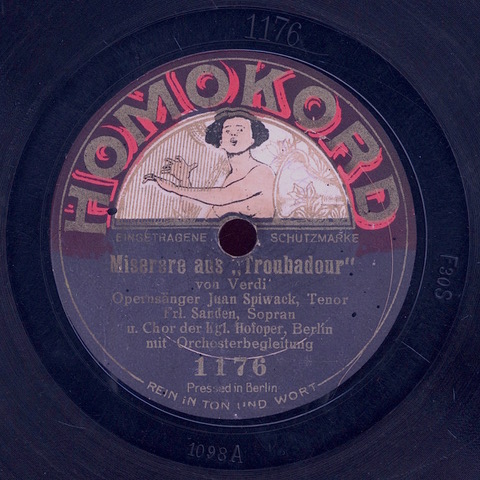 1176
HOMOKORD
EINGETRAGENE SCHUTZMARKE
Miserere aus „Troubadour“
von Verdi
Opernsänger Juan Spiwack, Tenor
Frl. Sanden, Sopran
u. Chor der kgl. Hofoper, Berlin
mit Orchesterbegleitung
1176
Pressed in Berlin
REIN IN TON UND WORT
1098A
F30S